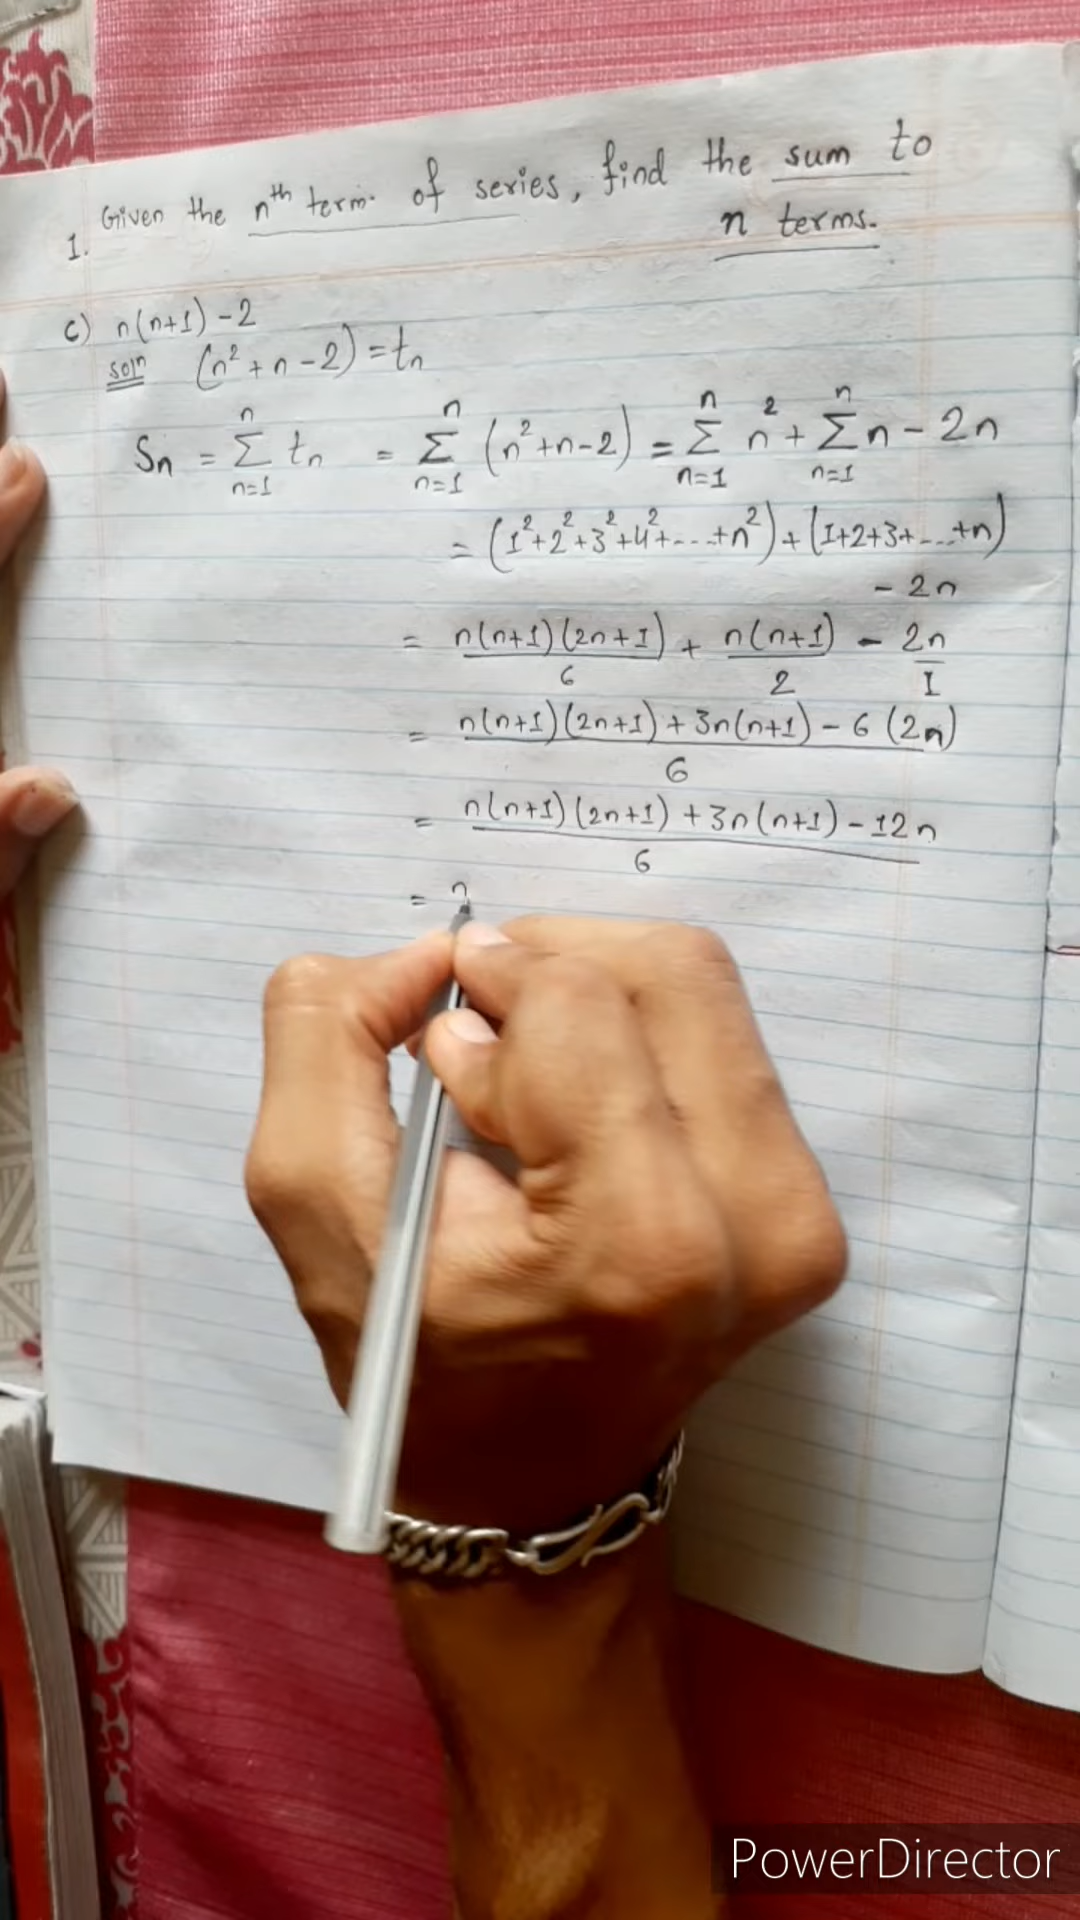 1. Given the nth term. of series, find the sum to
n terms.
c) n(n+1) -2
soln (n² + n - 2) = tn
Sn = n∑n=1 tn = n∑n=1 (n²+n-2) = n∑n=1 n² + n∑n=1 n - 2n
= (1²+2²+3²+4²+....+n²) + (1+2+3+....+n)
- 2n
= n(n+1)(2n+1)/6 + n(n+1)/2 - 2n/1
= n(n+1)(2n+1) + 3n(n+1) - 6(2n)/6
= n(n+1)(2n+1) + 3n(n+1) - 12n/6
= n
PowerDirector